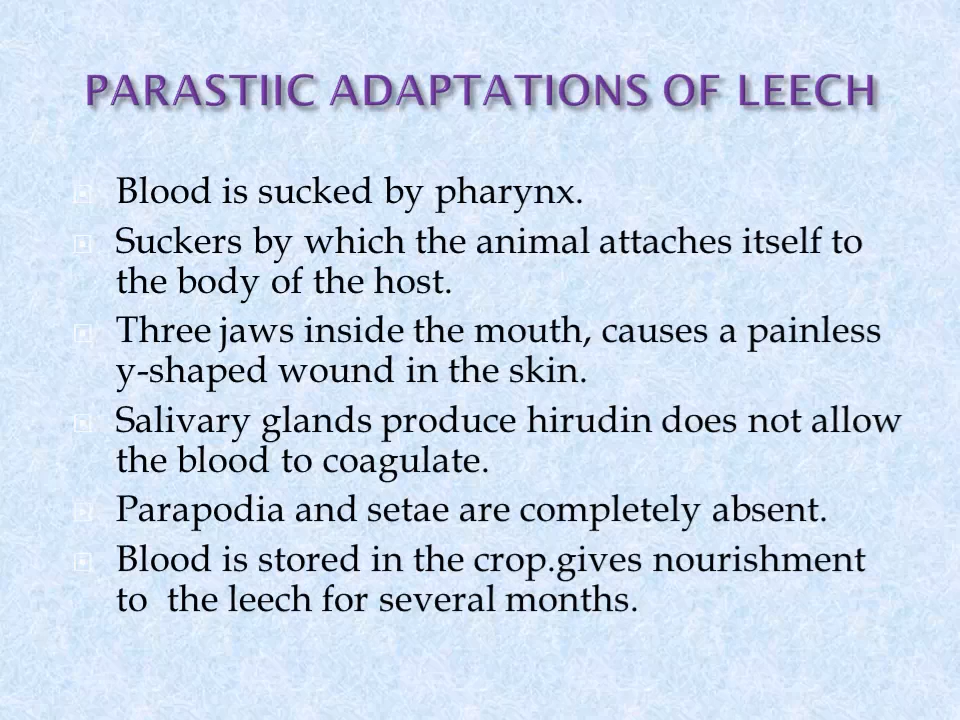 PARASTIIC ADAPTATIONS OF LEECH
Blood is sucked by pharynx.
Suckers by which the animal attaches itself to
the body of the host.
Three jaws inside the mouth, causes a painless
y-shaped wound in the skin.
Salivary glands produce hirudin does not allow
the blood to coagulate.
Parapodia and setae are completely absent.
Blood is stored in the crop.gives nourishment
to  the leech for several months.